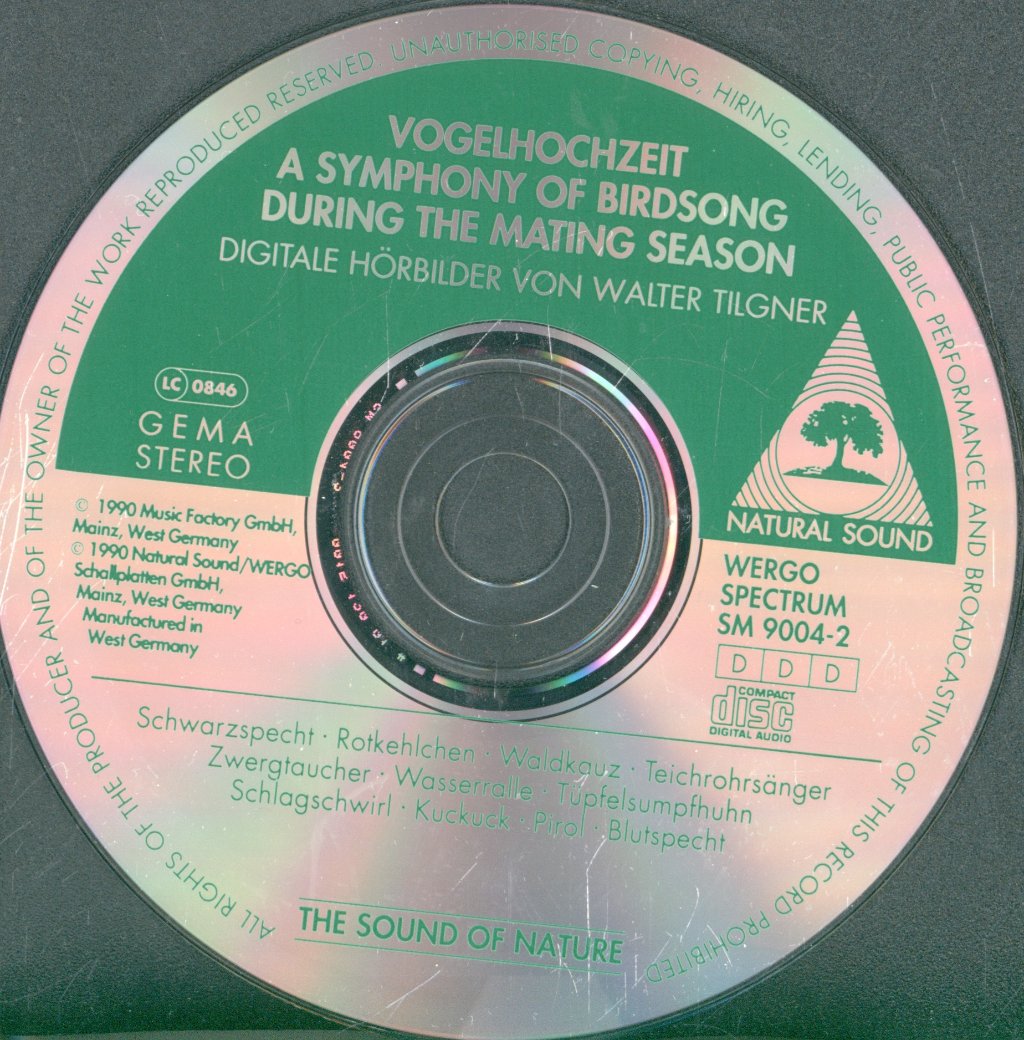 ALL RIGHTS OF THE PRODUCER AND OF THE OWNER OF THE WORK REPRODUCED RESERVED. UNAUTHORISED COPYING, HIRING, LENDING, PUBLIC PERFORMANCE AND BROADCASTING OF THIS RECORD PROHIBITED
VOGELHOCHZEIT
A SYMPHONY OF BIRDSONG
DURING THE MATING SEASON
DIGITALE HÖRBILDER VON WALTER TILGNER
LC 0846
GEMA
STEREO
NATURAL SOUND
© 1990 Music Factory GmbH,
Mainz, West Germany
© 1990 Natural Sound/WERGO
Schallplatten GmbH,
Mainz, West Germany
Manufactured in
West Germany
WERGO
SPECTRUM
SM 9004-2
D D D
COMPACT
disc
DIGITAL AUDIO
Schwarzspecht · Rotkehlchen · Waldkauz · Teichrohrsänger
Zwergtaucher · Wasserralle · Tüpfelsumpfhuhn
Schlagschwirl · Kuckuck · Pirol · Blutspecht
THE SOUND OF NATURE